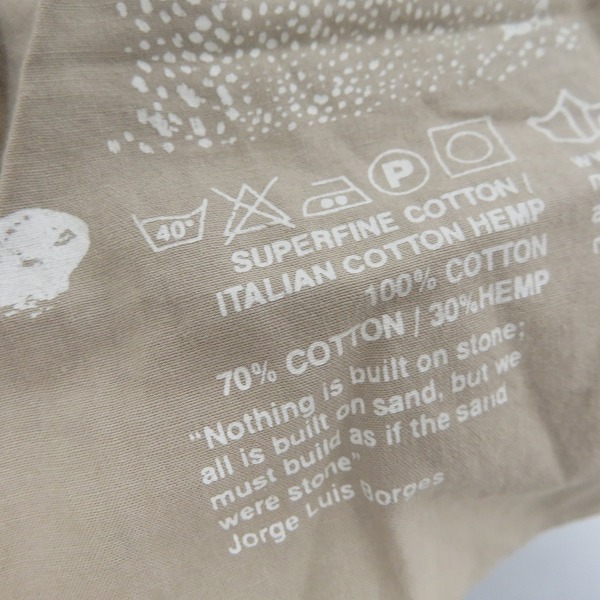 40°
P
SUPERFINE COTTON /
ITALIAN COTTON HEMP
100% COTTON
70% COTTON / 30%HEMP
"Nothing is built on stone;
all is built on sand, but we
must build as if the sand
were stone"
Jorge Luis Borges